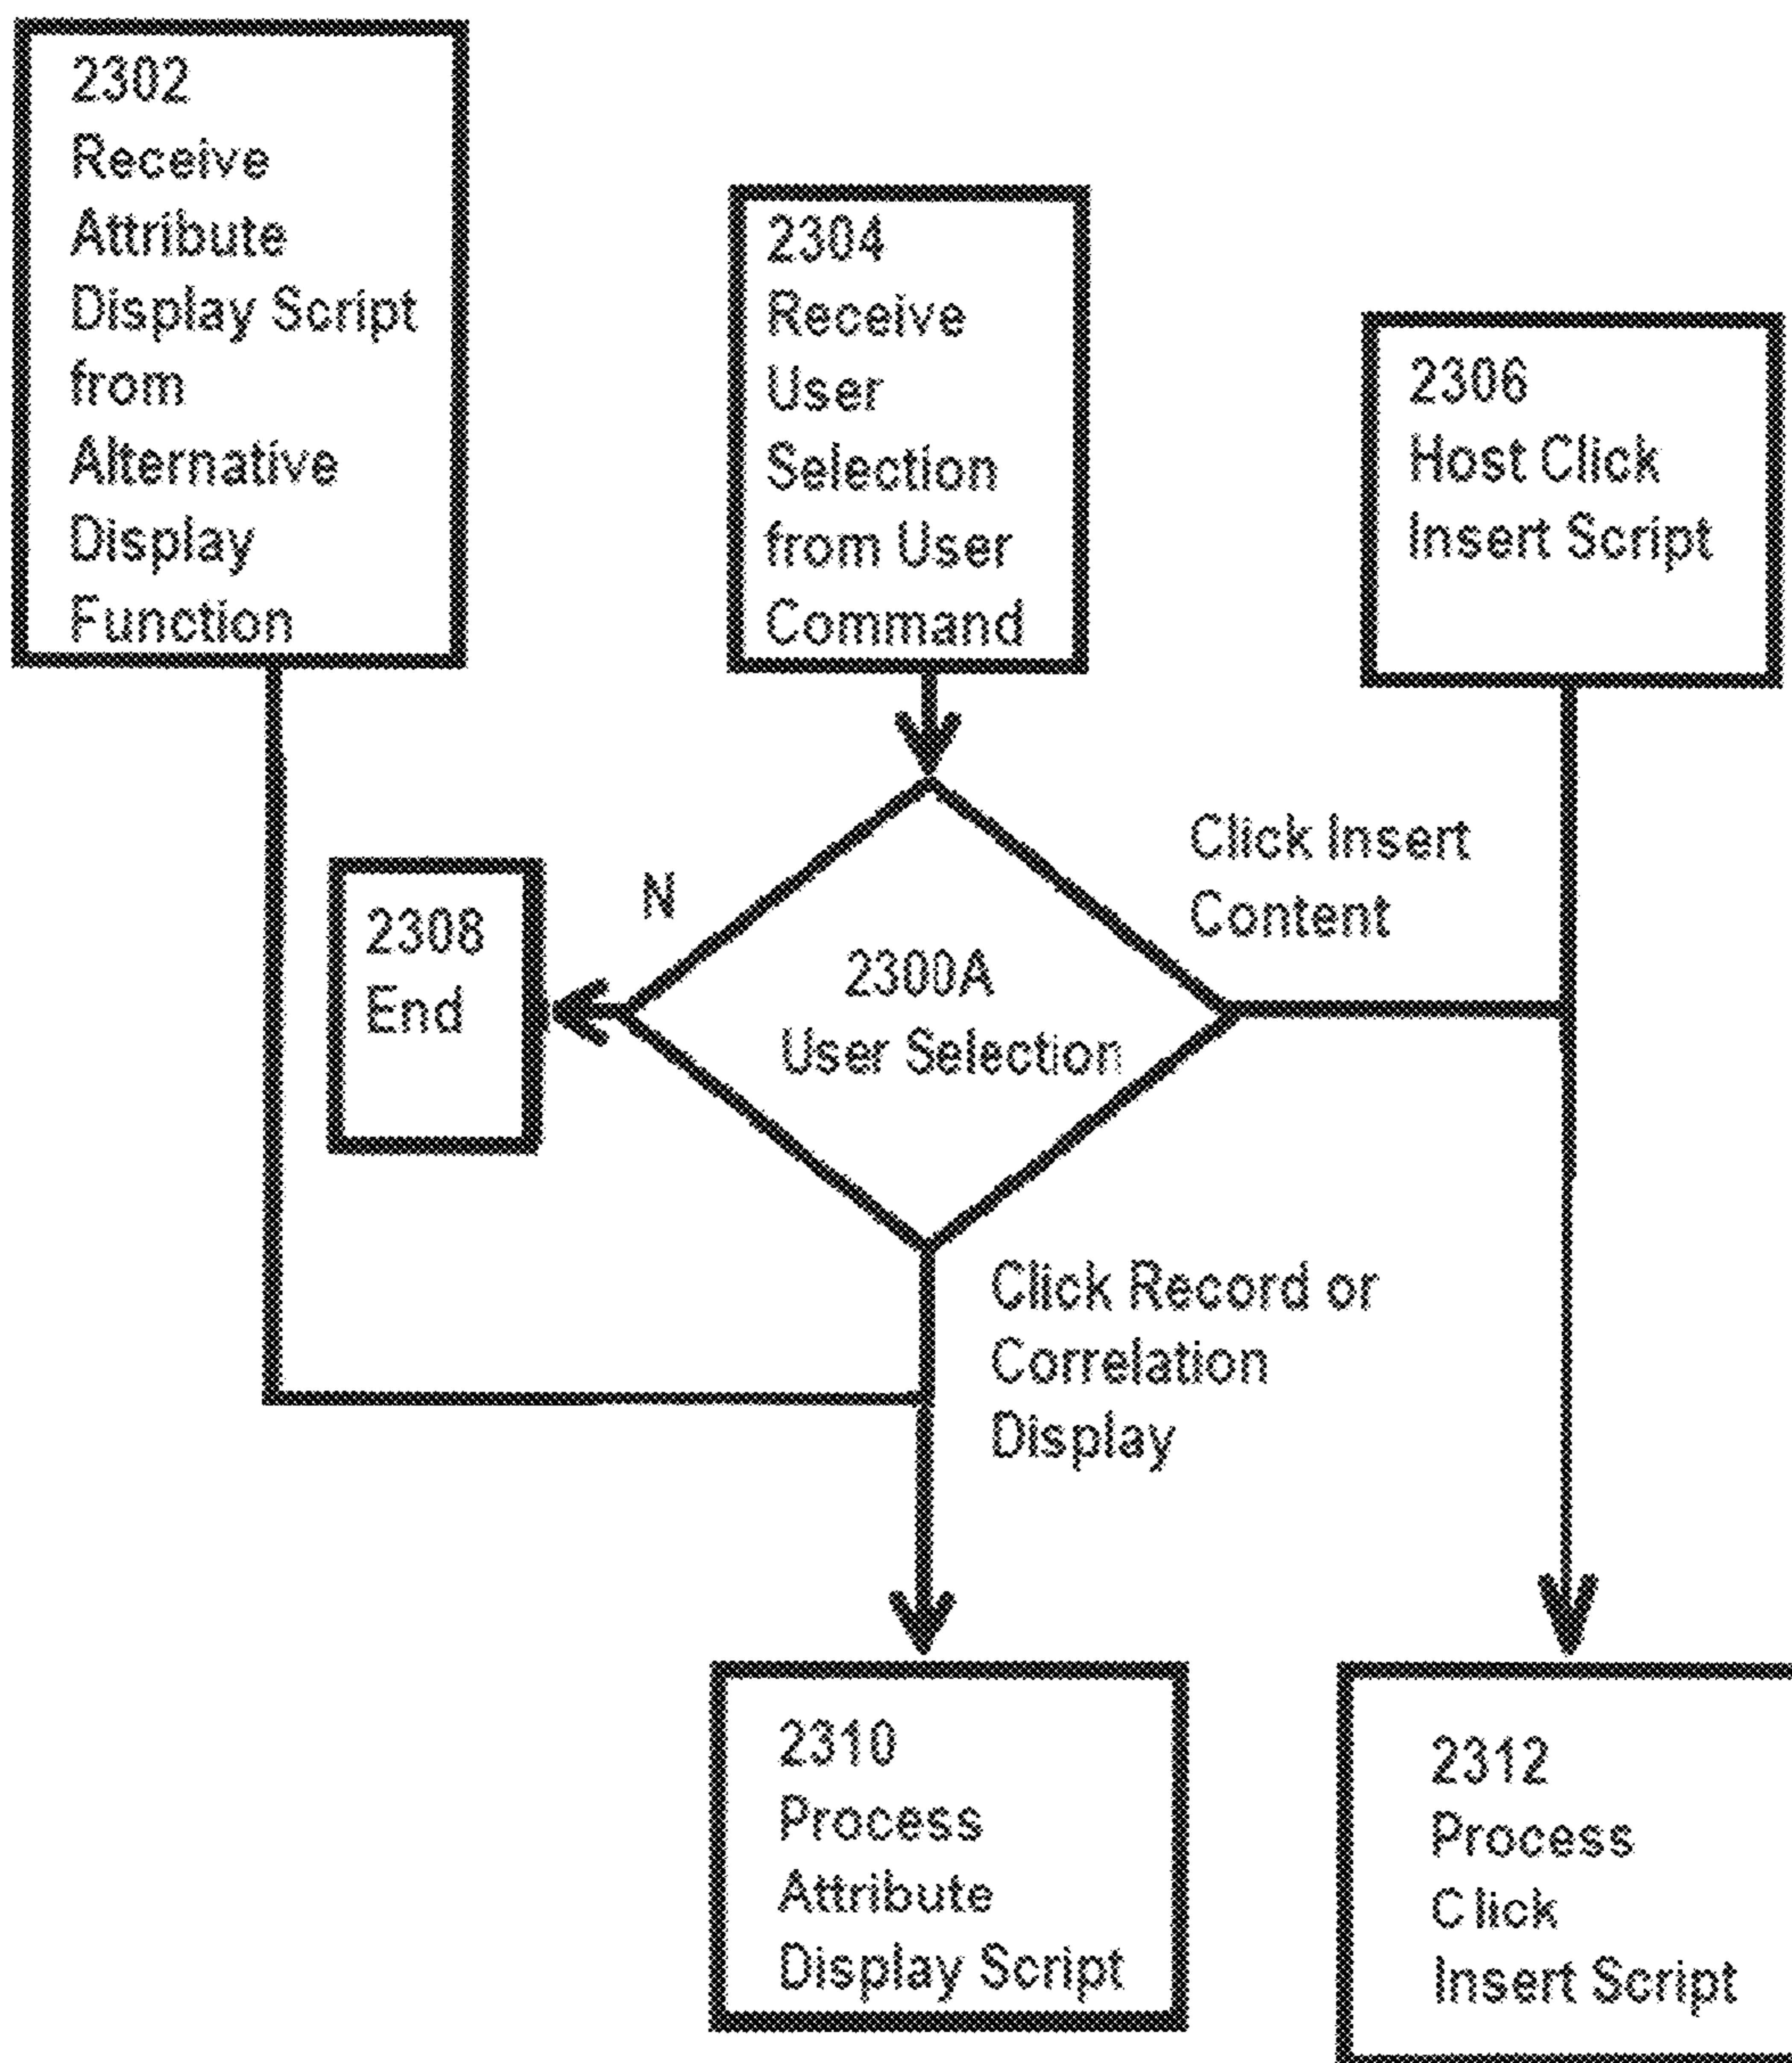 2302
Receive
Attribute
Display Script
from
Alternative
Display
Function
2304
Receive
User
Selection
from User
Command
2306
Host Click
Insert Script
Click Insert
Content
N
2308
End
2300A
User Selection
Click Record or
Correlation
Display
2310
Process
Attribute
Display Script
2312
Process
Click
Insert Script